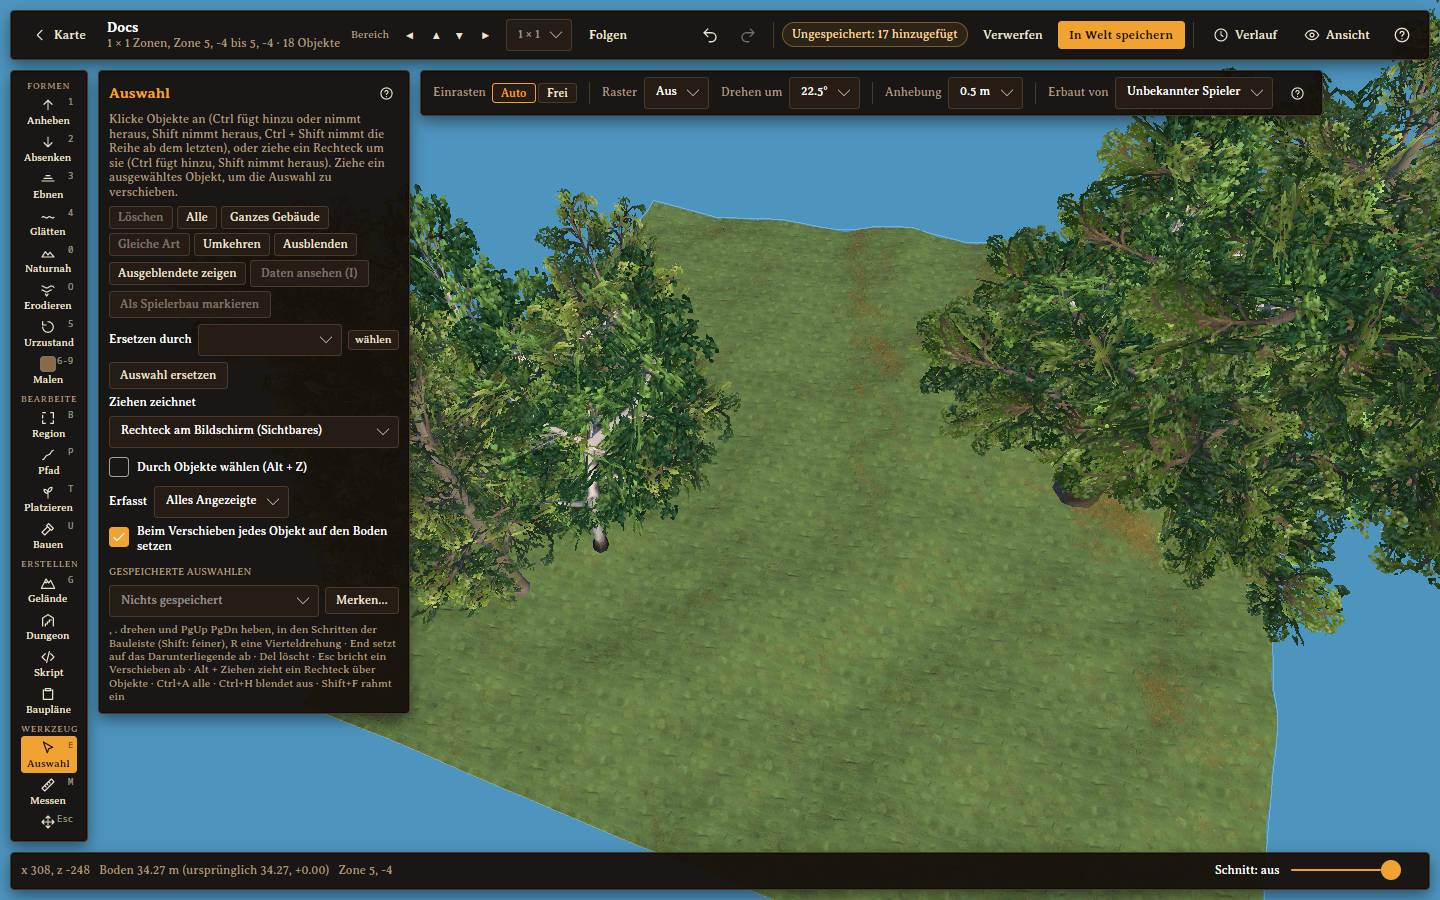 Karte
Docs
1 × 1 Zonen, Zone 5, -4 bis 5, -4 · 18 Objekte
Bereich
1 × 1
Folgen
Ungespeichert: 17 hinzugefügt
Verwerfen
In Welt speichern
Verlauf
Ansicht
FORMEN
1
Anheben
2
Absenken
3
Ebnen
4
Glätten
0
Naturnah
O
Erodieren
5
Urzustand
6-9
Malen
BEARBEITE
B
Region
P
Pfad
T
Platzieren
U
Bauen
ERSTELLEN
G
Gelände
Dungeon
Skript
Baupläne
WERKZEUG
E
Auswahl
M
Messen
Esc
Auswahl
Klicke Objekte an (Ctrl fügt hinzu oder nimmt
heraus, Shift nimmt heraus, Ctrl + Shift nimmt die
Reihe ab dem letzten), oder ziehe ein Rechteck um
sie (Ctrl fügt hinzu, Shift nimmt heraus). Ziehe ein
ausgewähltes Objekt, um die Auswahl zu
verschieben.
Löschen Alle Ganzes Gebäude
Gleiche Art Umkehren Ausblenden
Ausgeblendete zeigen Daten ansehen (I)
Als Spielerbau markieren
Ersetzen durch wählen
Auswahl ersetzen
Ziehen zeichnet
Rechteck am Bildschirm (Sichtbares)
Durch Objekte wählen (Alt + Z)
Erfasst Alles Angezeigte
Beim Verschieben jedes Objekt auf den Boden
setzen
GESPEICHERTE AUSWAHLEN
Nichts gespeichert Merken...
, . drehen und PgUp PgDn heben, in den Schritten der
Bauleiste (Shift: feiner), R eine Vierteldrehung · End setzt
auf das Darunterliegende ab · Del löscht · Esc bricht ein
Verschieben ab · Alt + Ziehen zieht ein Rechteck über
Objekte · Ctrl+A alle · Ctrl+H blendet aus · Shift+F rahmt
ein
Einrasten Auto Frei Raster Aus Drehen um 22.5° Anhebung 0.5 m Erbaut von Unbekannter Spieler
x 308, z -248 Boden 34.27 m (ursprünglich 34.27, +0.00) Zone 5, -4
Schnitt: aus